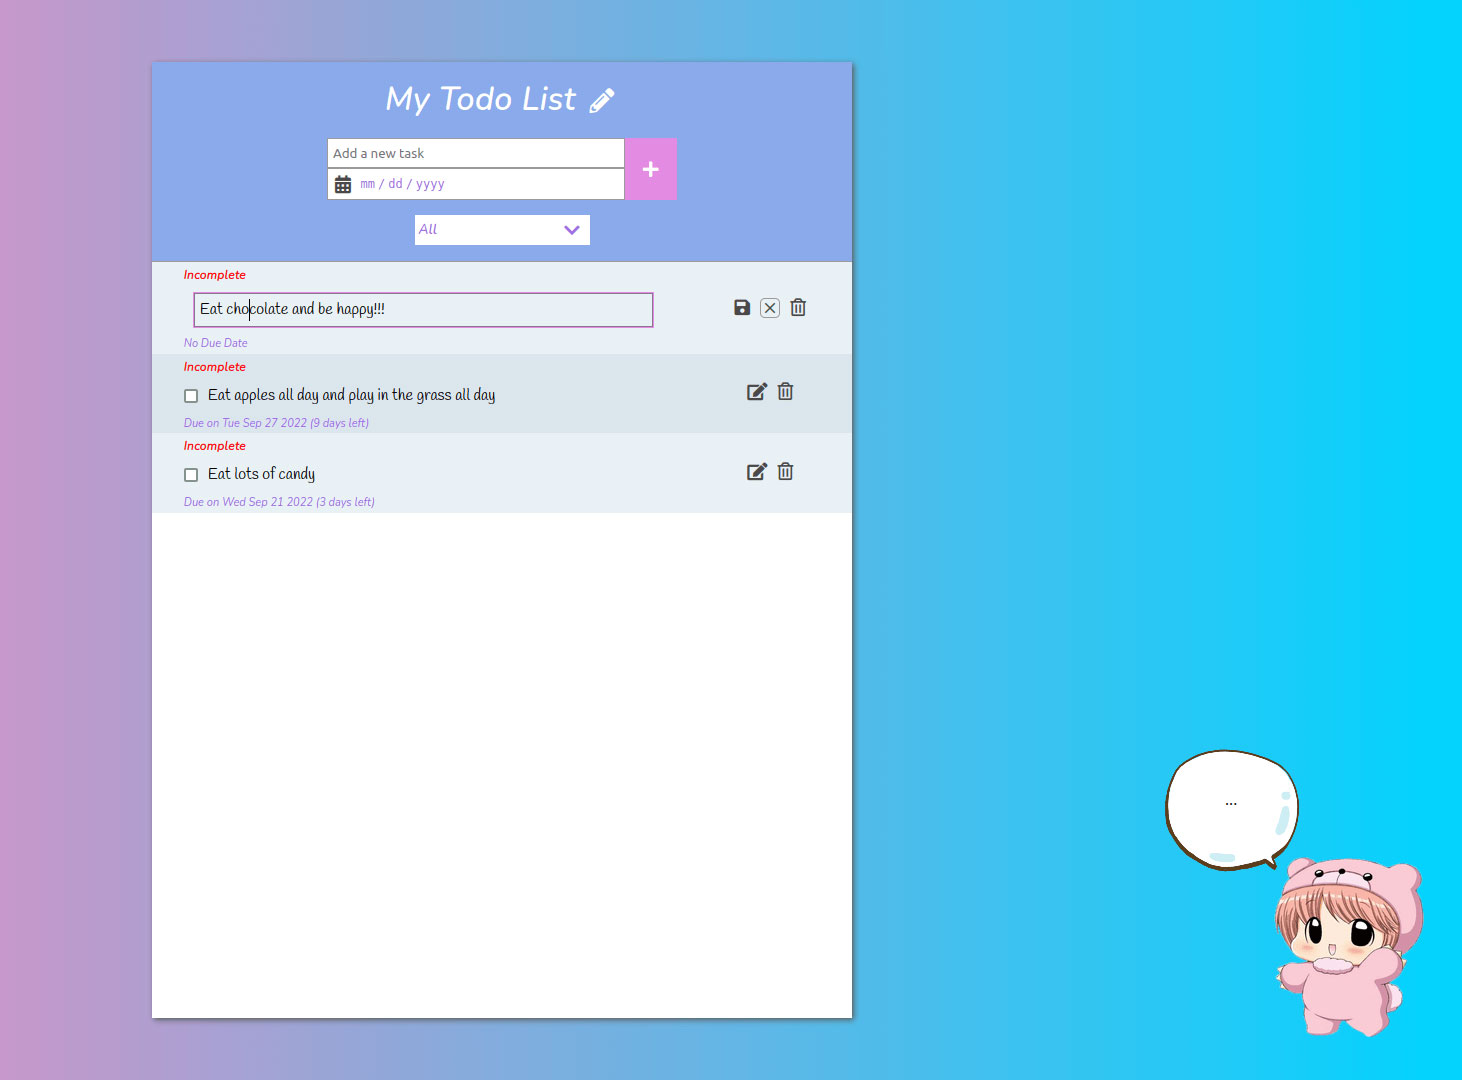 My Todo List
Add a new task
mm / dd / yyyy
All
Incomplete
Eat chocolate and be happy!!!
No Due Date
Incomplete
Eat apples all day and play in the grass all day
Due on Tue Sep 27 2022 (9 days left)
Incomplete
Eat lots of candy
Due on Wed Sep 21 2022 (3 days left)
...